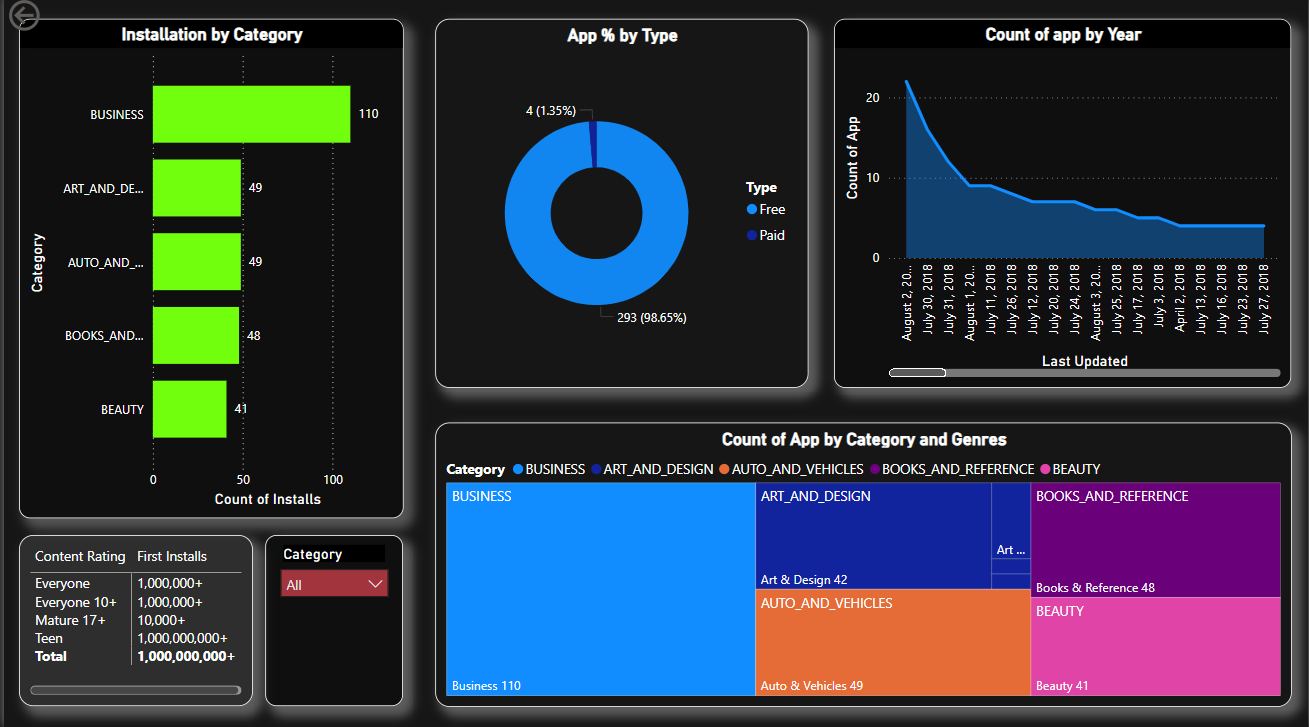 Installation by Category
Category
BUSINESS 110
ART_AND_DE... 49
AUTO_AND_... 49
BOOKS_AND... 48
BEAUTY 41
0 50 100
Count of Installs
App % by Type
4 (1.35%)
293 (98.65%)
Type
Free
Paid
Count of app by Year
Count of App
20
10
0
August 2, 20...
July 30, 2018
July 31, 2018
August 1, 20...
July 11, 2018
July 26, 2018
July 12, 2018
July 20, 2018
July 24, 2018
August 3, 20...
July 25, 2018
July 17, 2018
July 3, 2018
April 2, 2018
July 13, 2018
July 16, 2018
July 23, 2018
July 27, 2018
Last Updated
Content Rating First Installs
Everyone 1,000,000+
Everyone 10+ 1,000,000+
Mature 17+ 10,000+
Teen 1,000,000,000+
Total 1,000,000,000+
Category
All
Count of App by Category and Genres
Category BUSINESS ART_AND_DESIGN AUTO_AND_VEHICLES BOOKS_AND_REFERENCE BEAUTY
BUSINESS
Business 110
ART_AND_DESIGN
Art & Design 42
Art ...
AUTO_AND_VEHICLES
Auto & Vehicles 49
BOOKS_AND_REFERENCE
Books & Reference 48
BEAUTY
Beauty 41